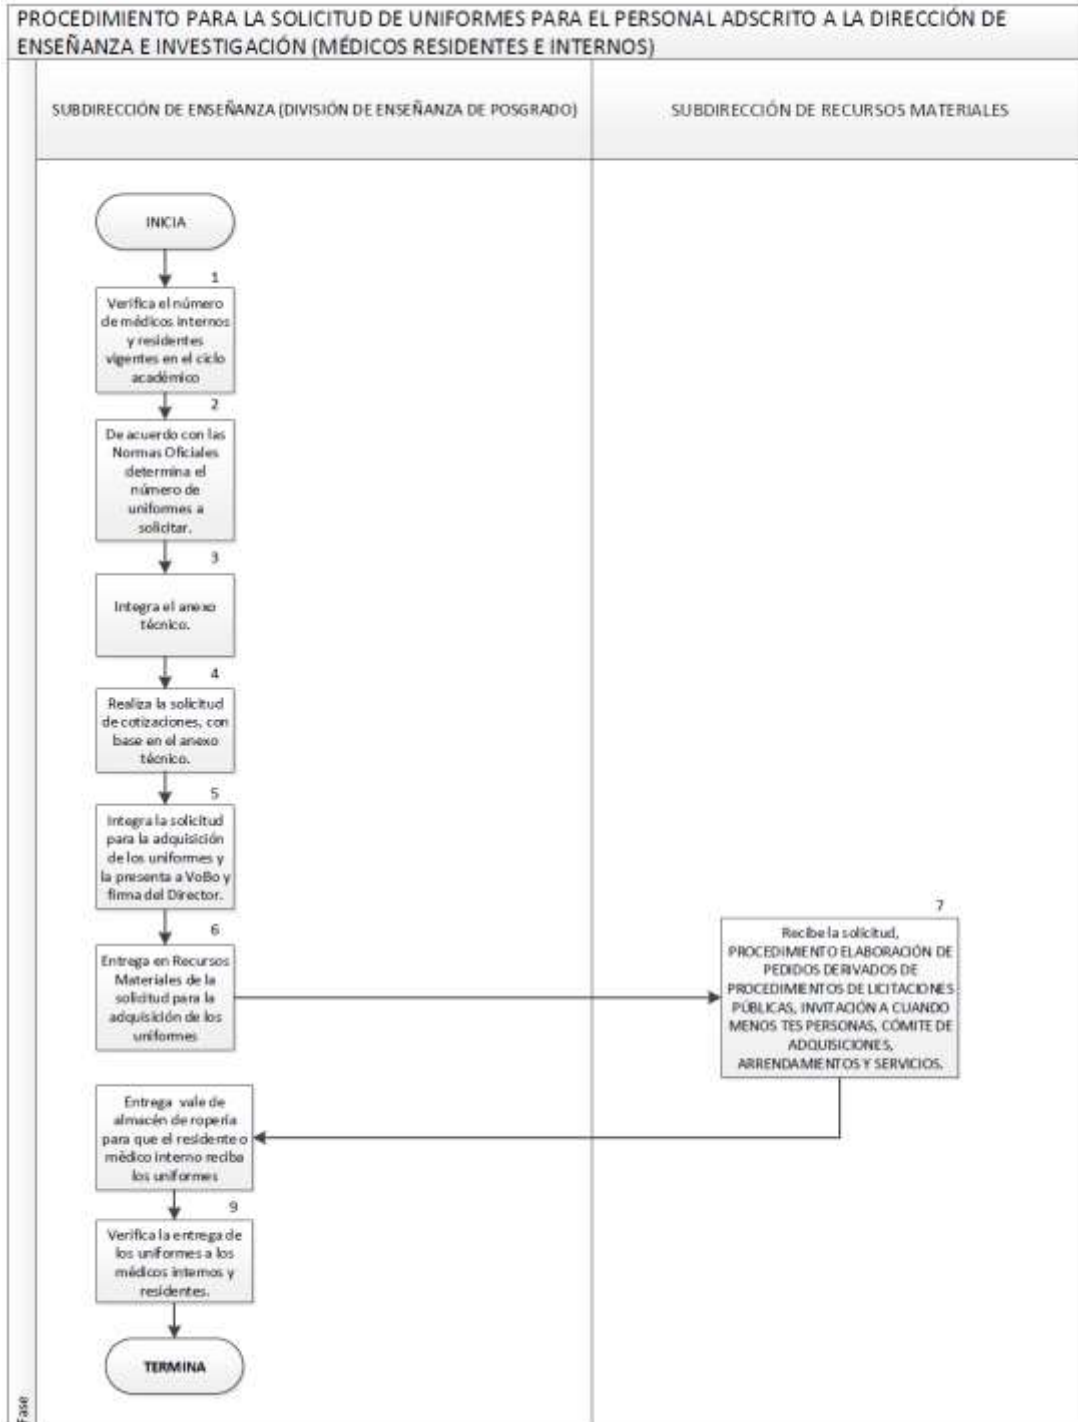 PROCEDIMIENTO PARA LA SOLICITUD DE UNIFORMES PARA EL PERSONAL ADSCRITO A LA DIRECCIÓN DE
ENSEÑANZA E INVESTIGACIÓN (MÉDICOS RESIDENTES E INTERNOS)
SUBDIRECCIÓN DE ENSEÑANZA (DIVISIÓN DE ENSEÑANZA DE POSGRADO)
SUBDIRECCIÓN DE RECURSOS MATERIALES
INICIA
1
Verifica el número
de médicos internos
y residentes
vigentes en el ciclo
académico
2
De acuerdo con las
Normas Oficiales
determina el
número de
uniformes a
solicitar.
3
Integra el anexo
técnico.
4
Realiza la solicitud
de cotizaciones, con
base en el anexo
técnico.
5
Integra la solicitud
para la adquisición
de los uniformes y
la presenta a VoBo y
firma del Director.
6
Entrega en Recursos
Materiales de la
solicitud para la
adquisición de los
uniformes
7
Recibe la solicitud,
PROCEDIMIENTO ELABORACIÓN DE
PEDIDOS DERIVADOS DE
PROCEDIMIENTOS DE LICITACIONES
PÚBLICAS, INVITACIÓN A CUANDO
MENOS TES PERSONAS, CÓMITE DE
ADQUISICIONES,
ARRENDAMIENTOS Y SERVICIOS.
Entrega vale de
almacén de ropería
para que el residente o
médico interno reciba
los uniformes
9
Verifica la entrega de
los uniformes a los
médicos internos y
residentes.
TERMINA
Fase